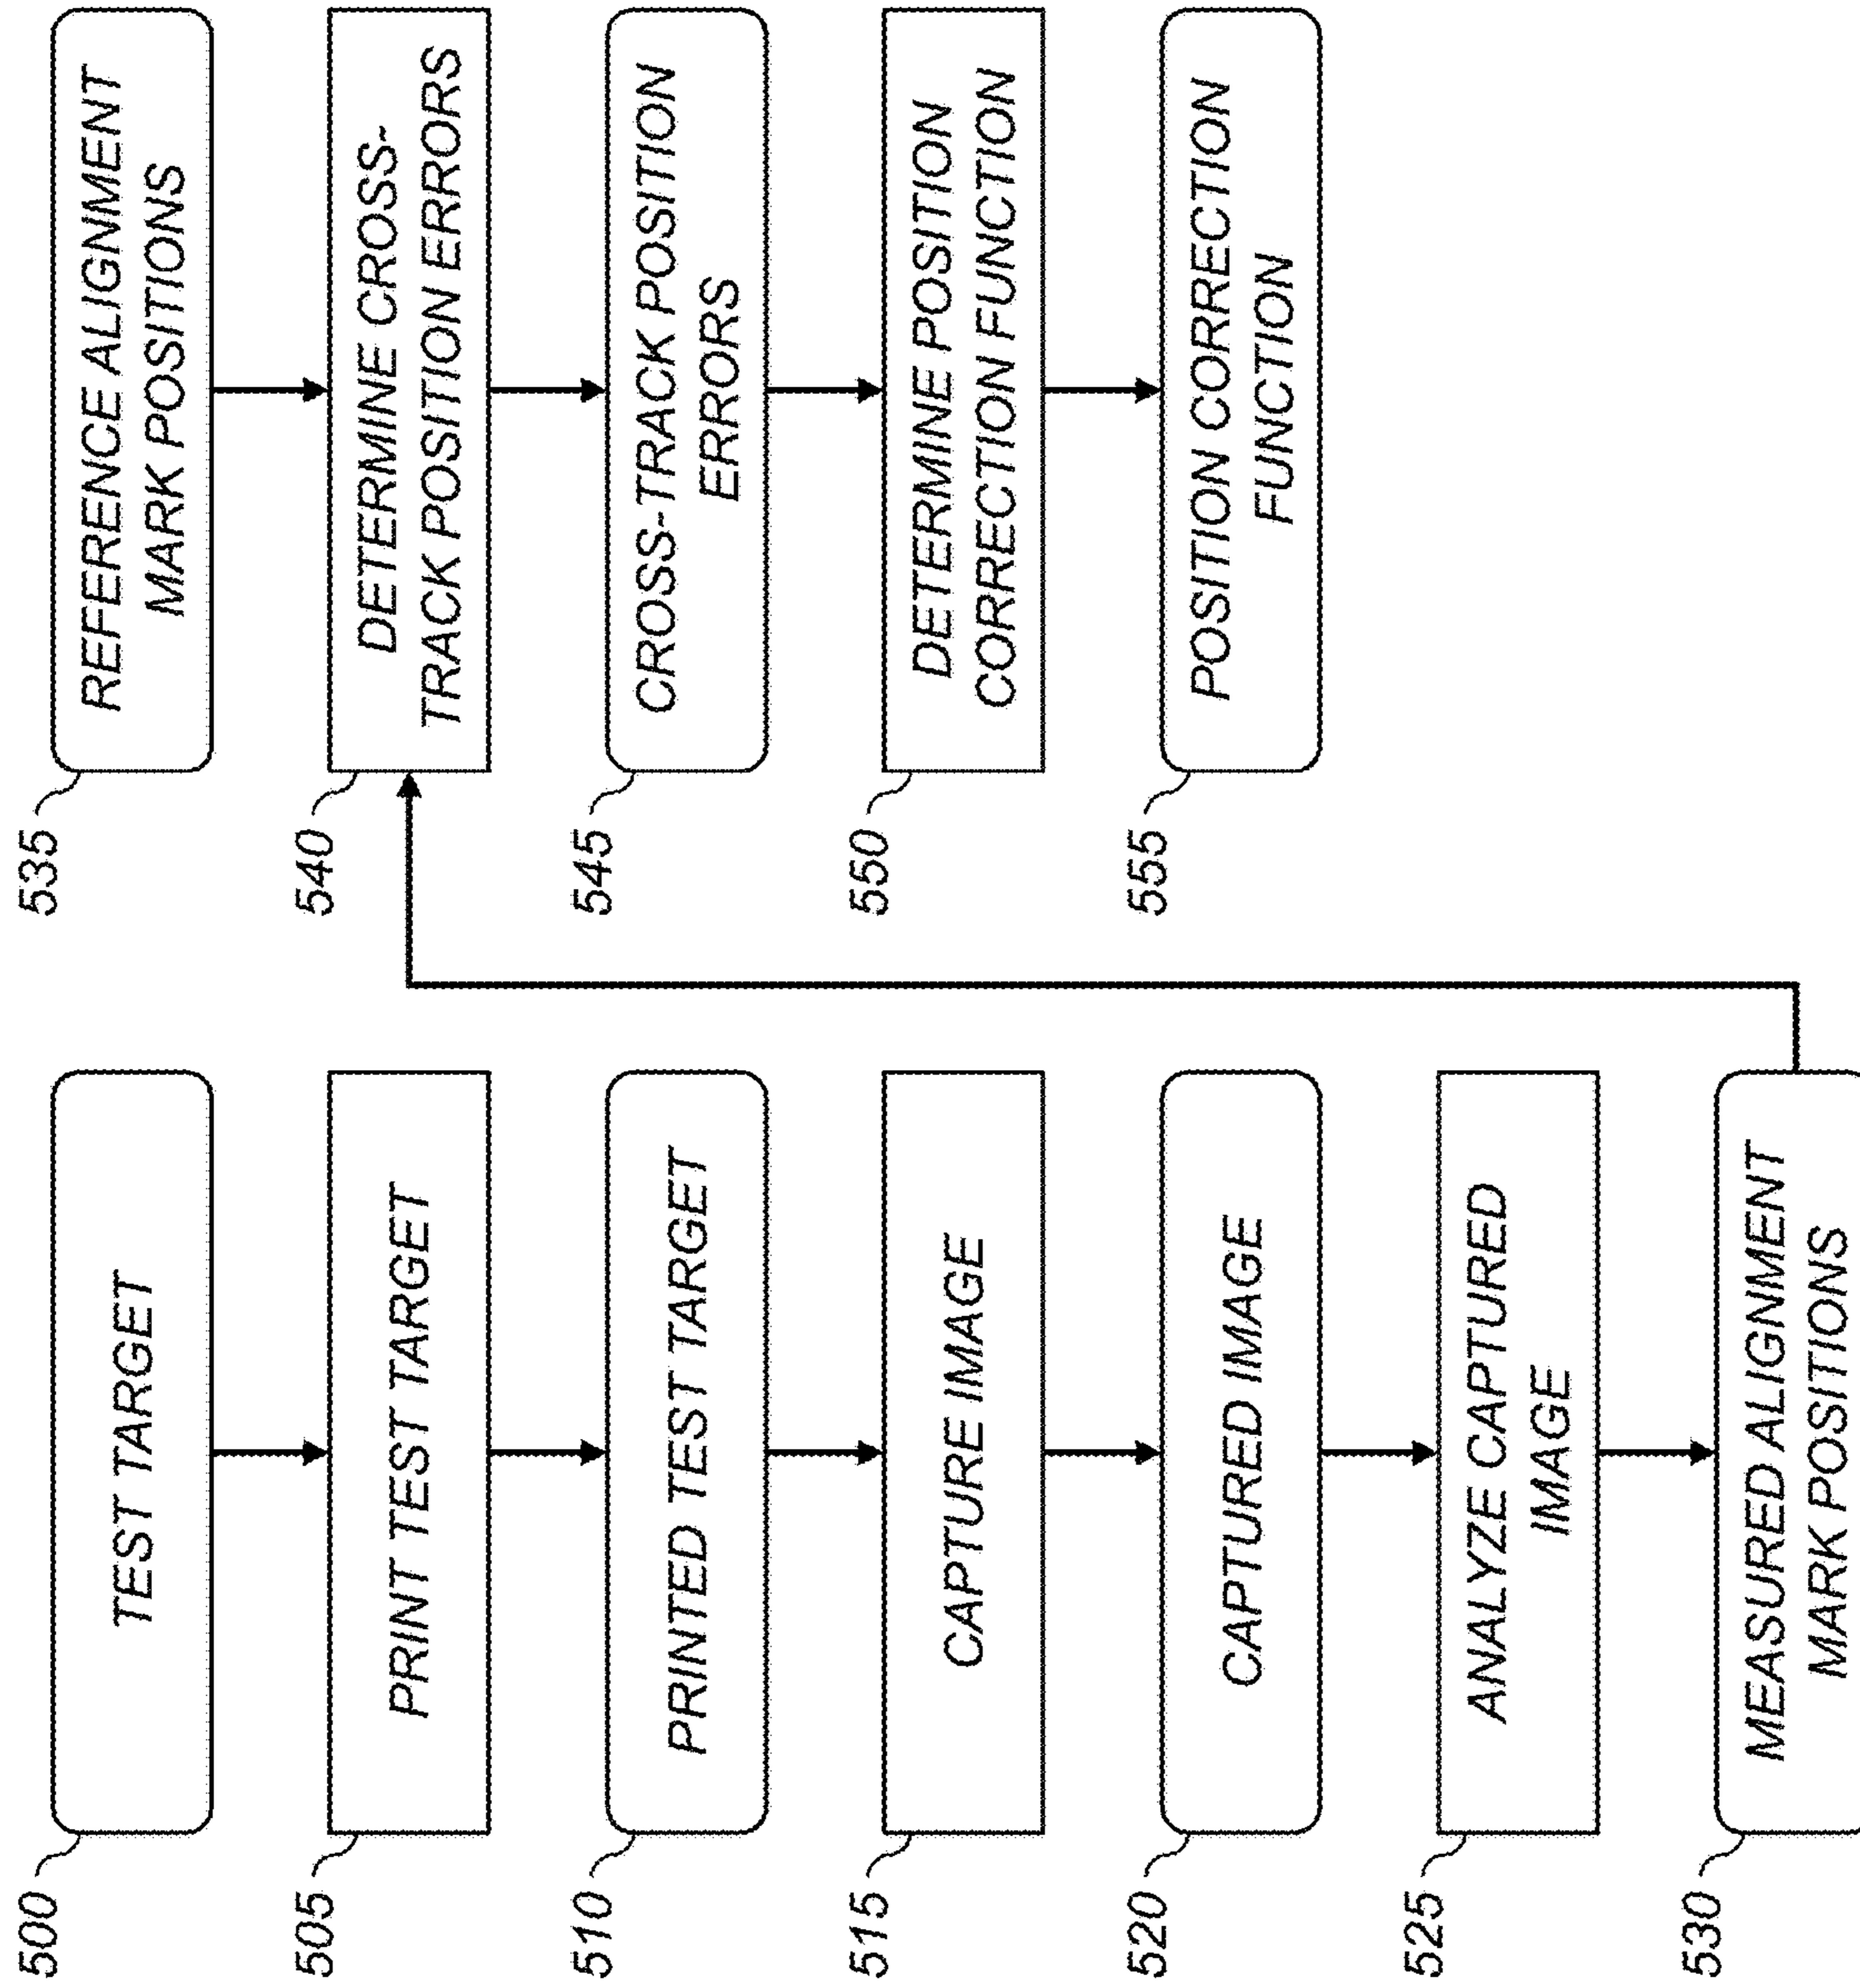 500
TEST TARGET
505
PRINT TEST TARGET
510
PRINTED TEST TARGET
515
CAPTURE IMAGE
520
CAPTURED IMAGE
525
ANALYZE CAPTURED
IMAGE
530
MEASURED ALIGNMENT
MARK POSITIONS
535
REFERENCE ALIGNMENT
MARK POSITIONS
540
DETERMINE CROSS-
TRACK POSITION ERRORS
545
CROSS-TRACK POSITION
ERRORS
550
DETERMINE POSITION
CORRECTION FUNCTION
555
POSITION CORRECTION
FUNCTION